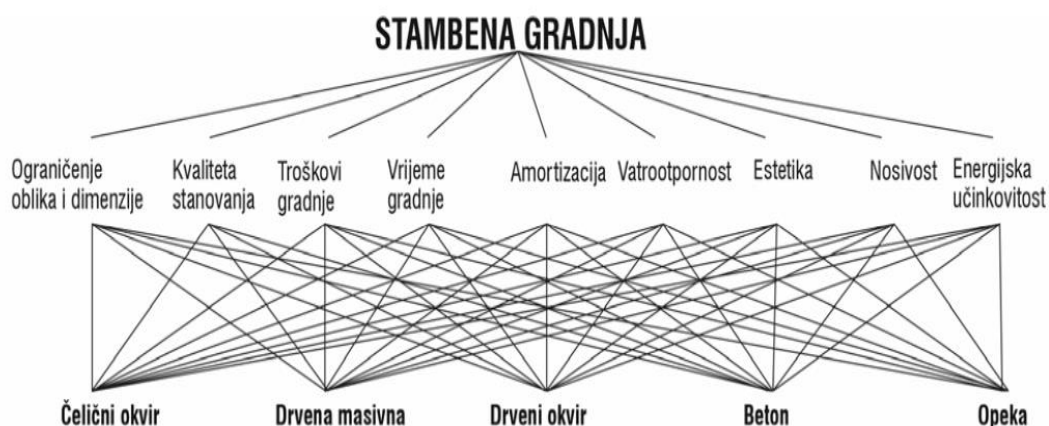 STAMBENA GRADNJA
Ograničenje
oblika i dimenzije
Kvaliteta
stanovanja
Troškovi
gradnje
Vrijeme
gradnje
Amortizacija
Vatrootpornost
Estetika
Nosivost
Energijska
učinkovitost
Čelični okvir
Drvena masivna
Drveni okvir
Beton
Opeka